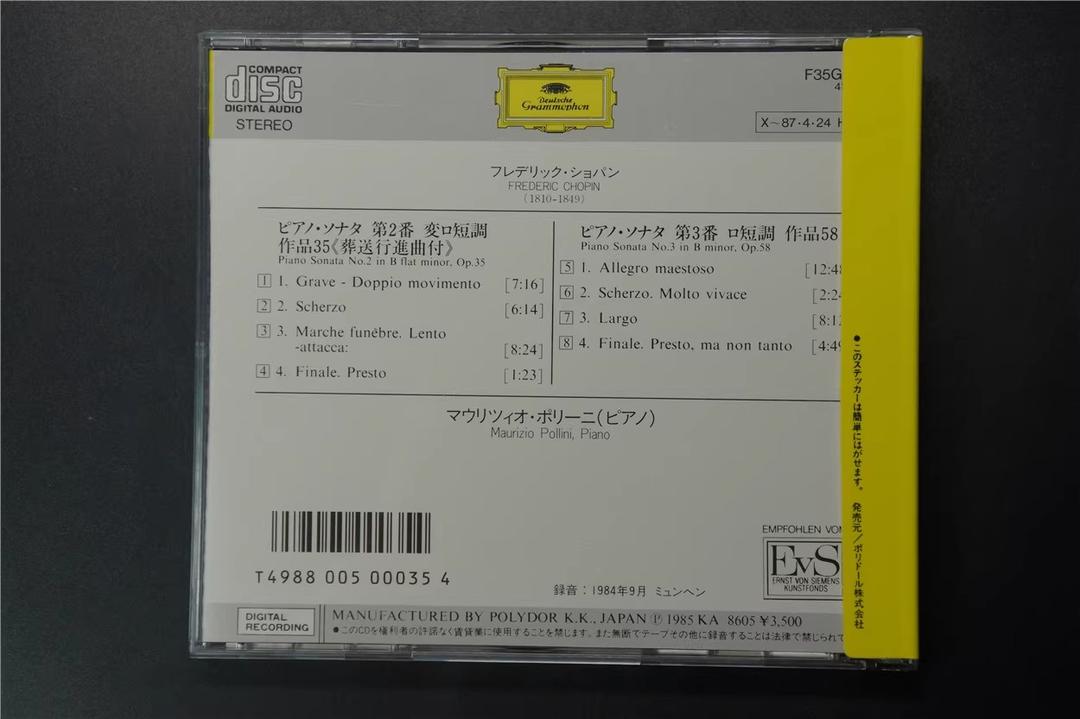 COMPACT
disc
DIGITAL AUDIO
STEREO
Deutsche
Grammophon
F35G
X～87・4・24
フレデリック・ショパン
FREDERIC CHOPIN
(1810-1849)
ピアノ・ソナタ 第2番 変ロ短調
作品35《葬送行進曲付》
Piano Sonata No.2 in B flat minor, Op.35
1 1. Grave - Doppio movimento [7:16]
2 2. Scherzo [6:14]
3 3. Marche funèbre. Lento
-attacca: [8:24]
4 4. Finale. Presto [1:23]
ピアノ・ソナタ 第3番 ロ短調 作品58
Piano Sonata No.3 in B minor, Op.58
5 1. Allegro maestoso [12:48
6 2. Scherzo. Molto vivace [2:24
7 3. Largo [8:1
8 4. Finale. Presto, ma non tanto [4:49
マウリツィオ・ポリーニ(ピアノ)
Maurizio Pollini, Piano
T4988 005 00035 4
録音：1984年9月 ミュンヘン
EMPFOHLEN VOM
EvS
ERNST VON SIEMENS
KUNSTFONDS
DIGITAL
RECORDING
MANUFACTURED BY POLYDOR K.K., JAPAN Ⓟ 1985 KA 8605 ¥3,500
●このCDを権利者の許諾なく賃貸業に使用することを禁じます。また無断でテープその他に録音することは法律で禁じられて
●このステッカーは簡単にはがせます。 発売元/ポリドール株式会社